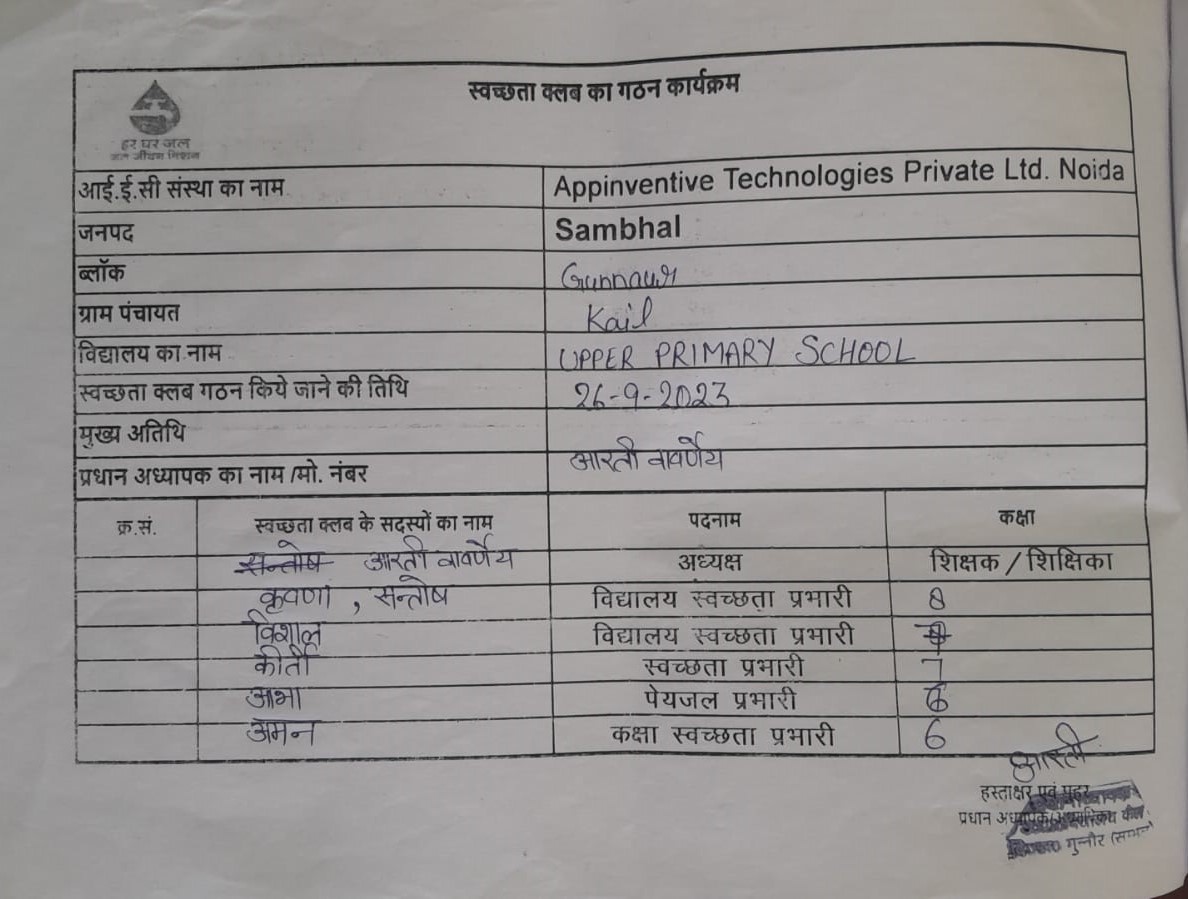 स्वच्छता क्लब का गठन कार्यक्रम
हर घर जल
जल जीवन मिशन
आई.ई.सी संस्था का नाम Appinventive Technologies Private Ltd. Noida
जनपद Sambhal
ब्लॉक Gunnaur
ग्राम पंचायत Kail
विद्यालय का नाम UPPER PRIMARY SCHOOL
स्वच्छता क्लब गठन किये जाने की तिथि 26-9-2023
मुख्य अतिथि
प्रधान अध्यापक का नाम /मो. नंबर आरती वार्ष्णेय
क्र.सं. स्वच्छता क्लब के सदस्यों का नाम पदनाम कक्षा
सन्तोष आरती वार्ष्णेय अध्यक्ष शिक्षक / शिक्षिका
कृष्णा , सन्तोष विद्यालय स्वच्छता प्रभारी 8
विशाल विद्यालय स्वच्छता प्रभारी
कीर्ती स्वच्छता प्रभारी 7
आभा पेयजल प्रभारी 6
अमन कक्षा स्वच्छता प्रभारी 6
आरती
हस्ताक्षर एवं मुहर
प्रधान
गुन्नौर